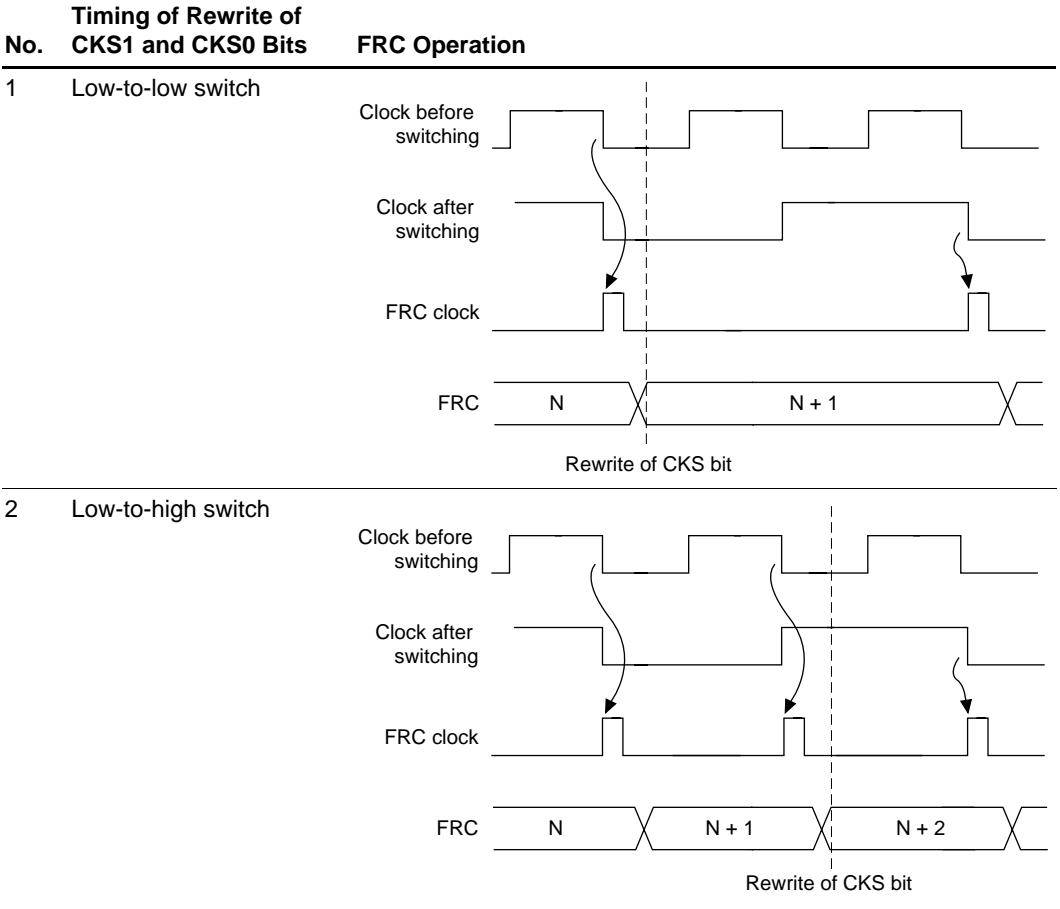 No.
Timing of Rewrite of
CKS1 and CKS0 Bits
FRC Operation
1
Low-to-low switch
Clock before
switching
Clock after
switching
FRC clock
FRC
N
N + 1
Rewrite of CKS bit
2
Low-to-high switch
Clock before
switching
Clock after
switching
FRC clock
FRC
N
N + 1
N + 2
Rewrite of CKS bit